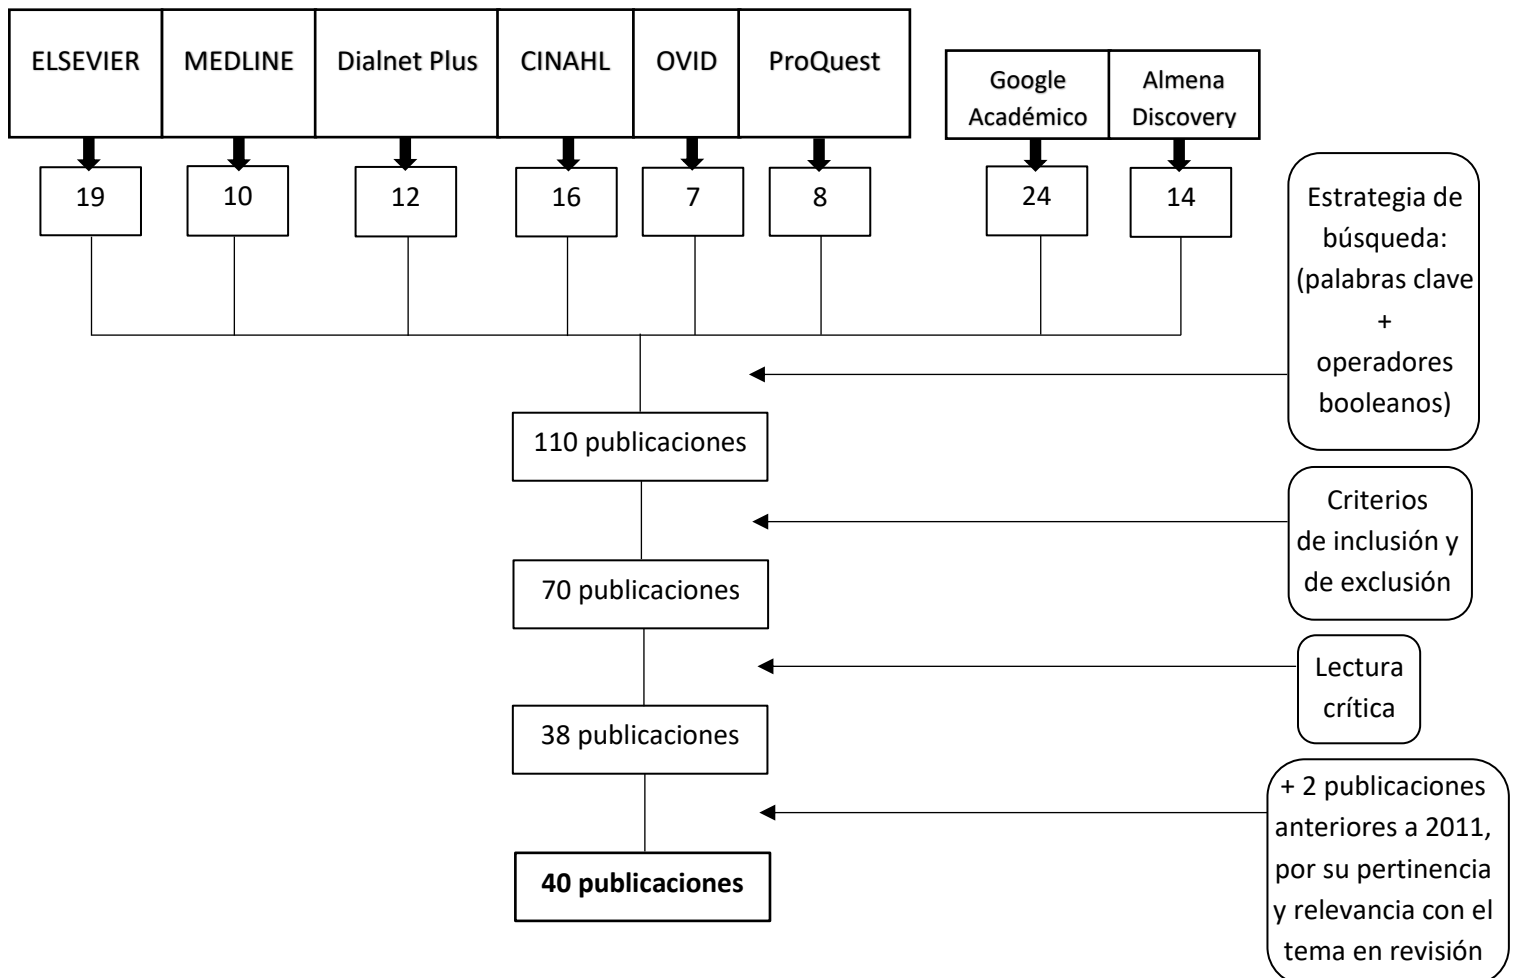 ELSEVIER
MEDLINE
Dialnet Plus
CINAHL
OVID
ProQuest
Google
Académico
Almena
Discovery
19
10
12
16
7
8
24
14
Estrategia de
búsqueda:
(palabras clave
+
operadores
booleanos)
110 publicaciones
Criterios
de inclusión y
de exclusión
70 publicaciones
Lectura
crítica
38 publicaciones
+ 2 publicaciones
anteriores a 2011,
por su pertinencia
y relevancia con el
tema en revisión
40 publicaciones